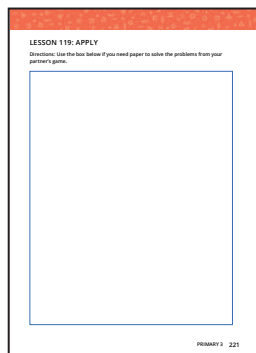 LESSON 119: APPLY
Directions: Use the box below if you need paper to solve the problems from your
partner's game.
PRIMARY 3 221